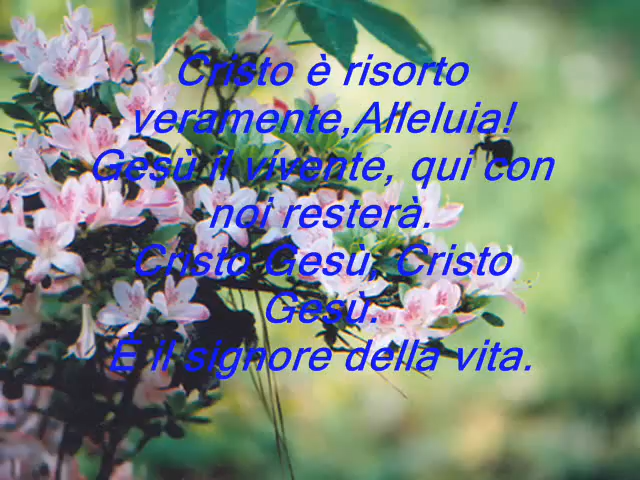 Cristo è risorto
veramente,Alleluia!
Gesù il vivente, qui con
noi resterà.
Cristo Gesù, Cristo
Gesù.
È il signore della vita.